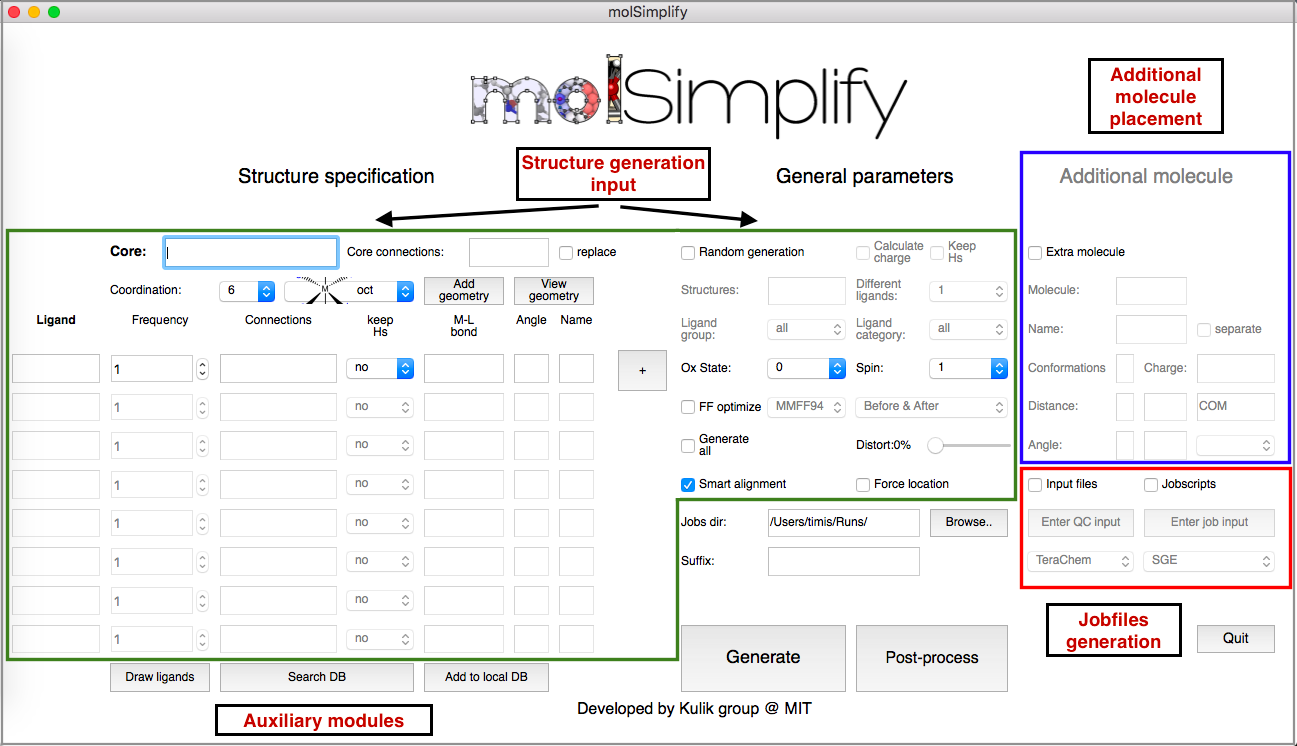 molSimplify
molSimplify
Additional
molecule
placement
Structure specification
Structure generation
input
General parameters
Additional molecule
Core:
Core connections:
replace
Random generation
Calculate
charge
Keep
Hs
Extra molecule
Coordination:
6
M
oct
Add
geometry
View
geometry
Structures:
Different
ligands:
1
Molecule:
Ligand
Frequency
Connections
keep
Hs
M-L
bond
Angle
Name
Ligand
group:
all
Ligand
category:
all
Name:
separate
1
no
+
Ox State:
0
Spin:
1
Conformations
Charge:
1
no
FF optimize
MMFF94
Before & After
Distance:
COM
1
no
Generate
all
Distort:0%
Angle:
1
no
Smart alignment
Force location
Input files
Jobscripts
1
no
Jobs dir:
/Users/timis/Runs/
Browse..
Enter QC input
Enter job input
1
no
Suffix:
TeraChem
SGE
1
no
1
no
Generate
Post-process
Jobfiles
generation
Quit
Draw ligands
Search DB
Add to local DB
Auxiliary modules
Developed by Kulik group @ MIT